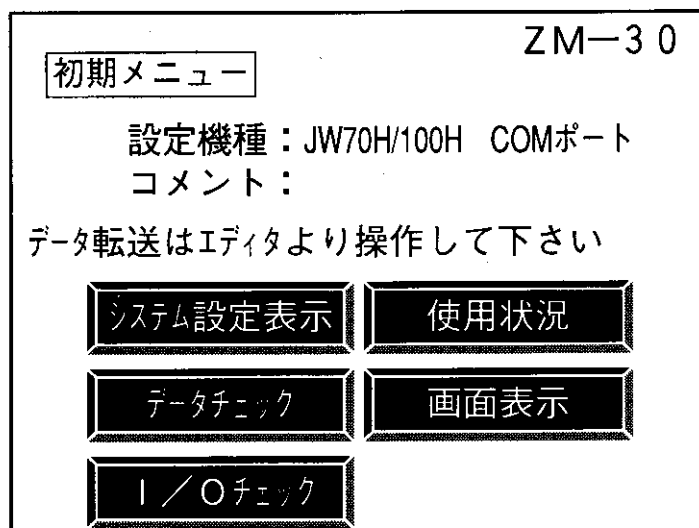 ZM－30
初期メニュー
設定機種：JW70H/100H COMポート
コメント：
データ転送はエディタより操作して下さい
システム設定表示 使用状況
データチェック 画面表示
I／Oチェック